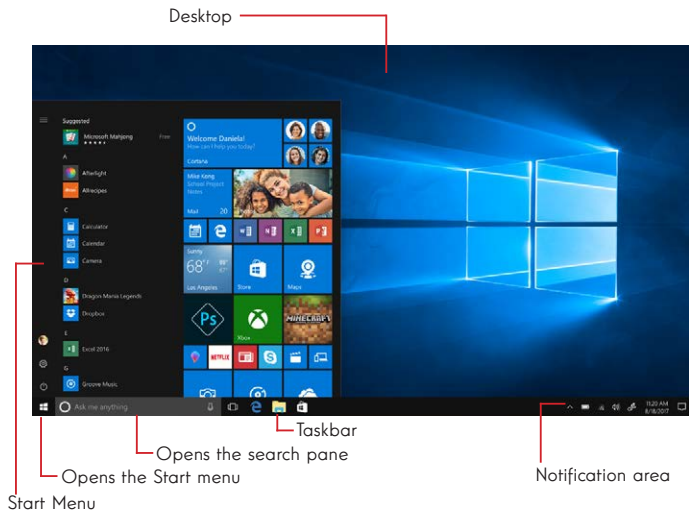 Desktop
Suggested
Microsoft Mahjong Free
A
Afterlight
Allrecipes
C
Calculator
Calendar
Camera
D
Dragon Mania Legends
Dropbox
E
Excel 2016
G
Groove Music
Welcome Daniela!
How can I help you today?
Cortana
Mike Kong
School Project
Notes
Mail 20
Sunny
68°F
Los Angeles
Store
Maps
Ps
Xbox
MINECRAFT
NETFLIX
Ask me anything
11:20 AM
8/18/2017
Taskbar
Opens the search pane
Opens the Start menu
Start Menu
Notification area